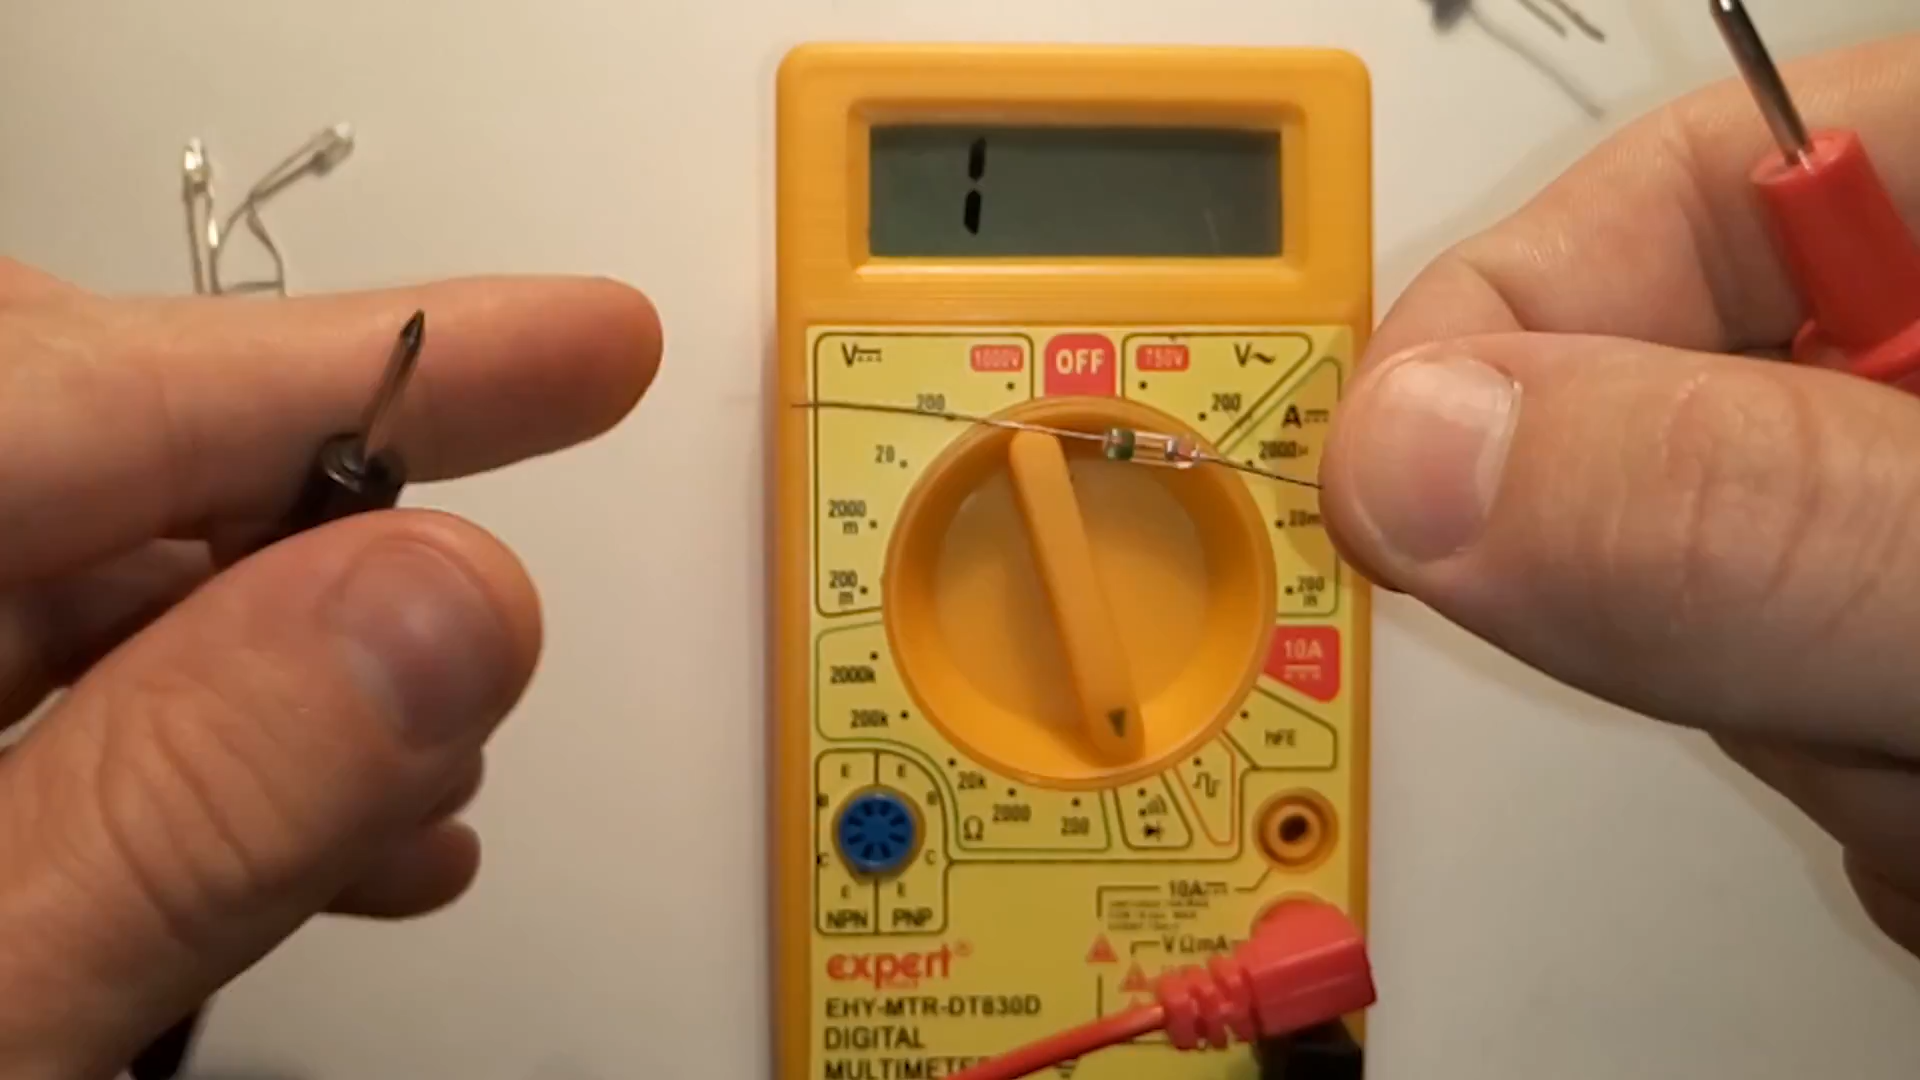 1
V⎓ 1000V OFF 750V V~
200 200
A⎓
20 2000µ
2000
m 20m
200
m 200
m
10A
2000k
200k hFE
20k
Ω 2000 200
E E
B B
C C
E E
NPN PNP
10A⎓
VΩmA
expert®
EHY-MTR-DT830D
DIGITAL